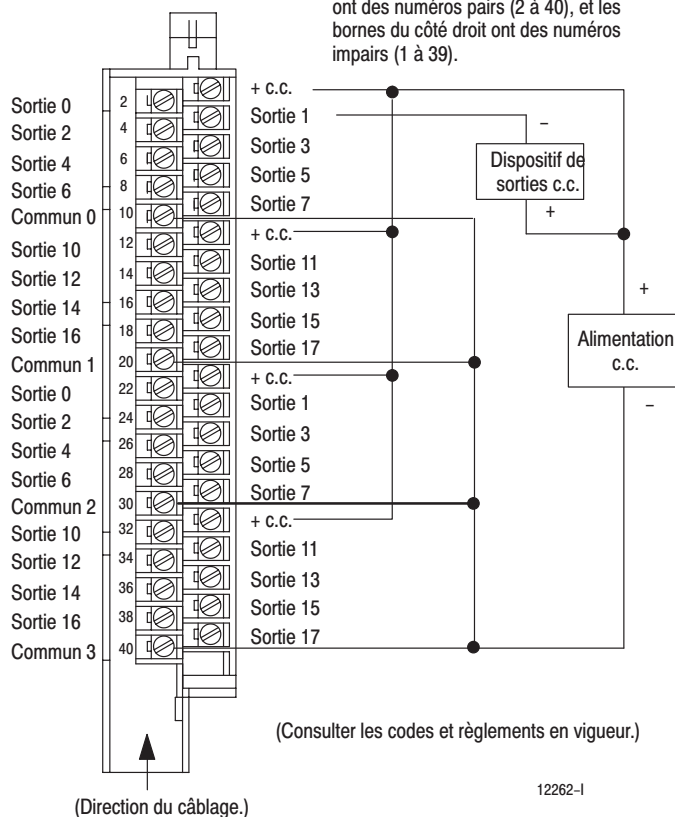 ont des numéros pairs (2 à 40), et les
bornes du côté droit ont des numéros
impairs (1 à 39).
+ c.c.
Sortie 0 2 Sortie 1
Sortie 2 4 Sortie 3
Sortie 4 6 Sortie 5
Sortie 6 8 Sortie 7
Commun 0 10 + c.c.
Sortie 10 12 Sortie 11
Sortie 12 14 Sortie 13
Sortie 14 16 Sortie 15
Sortie 16 18 Sortie 17
Commun 1 20 + c.c.
Sortie 0 22 Sortie 1
Sortie 2 24 Sortie 3
Sortie 4 26 Sortie 5
Sortie 6 28 Sortie 7
Commun 2 30 + c.c.
Sortie 10 32 Sortie 11
Sortie 12 34 Sortie 13
Sortie 14 36 Sortie 15
Sortie 16 38 Sortie 17
Commun 3 40
–
Dispositif de
sorties c.c.
+
+
Alimentation
c.c.
–
(Consulter les codes et règlements en vigueur.)
12262–I
(Direction du câblage.)